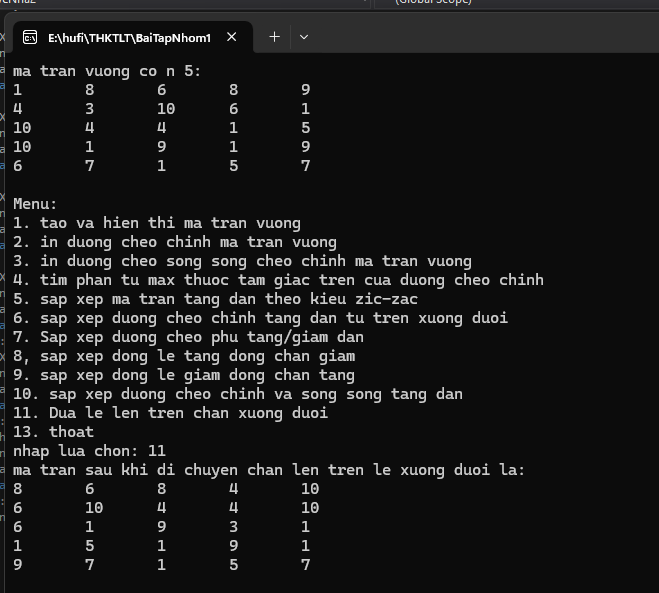 (Global Scope)
E:\hufi\THKTLT\BaiTapNhom1
ma tran vuong co n 5:
1 8 6 8 9
4 3 10 6 1
10 4 4 1 5
10 1 9 1 9
6 7 1 5 7
Menu:
1. tao va hien thi ma tran vuong
2. in duong cheo chinh ma tran vuong
3. in duong cheo song song cheo chinh ma tran vuong
4. tim phan tu max thuoc tam giac tren cua duong cheo chinh
5. sap xep ma tran tang dan theo kieu zic-zac
6. sap xep duong cheo chinh tang dan tu tren xuong duoi
7. Sap xep duong cheo phu tang/giam dan
8, sap xep dong le tang dong chan giam
9. sap xep dong le giam dong chan tang
10. sap xep duong cheo chinh va song song tang dan
11. Dua le len tren chan xuong duoi
13. thoat
nhap lua chon: 11
ma tran sau khi di chuyen chan len tren le xuong duoi la:
8 6 8 4 10
6 10 4 4 10
6 1 9 3 1
1 5 1 9 1
9 7 1 5 7